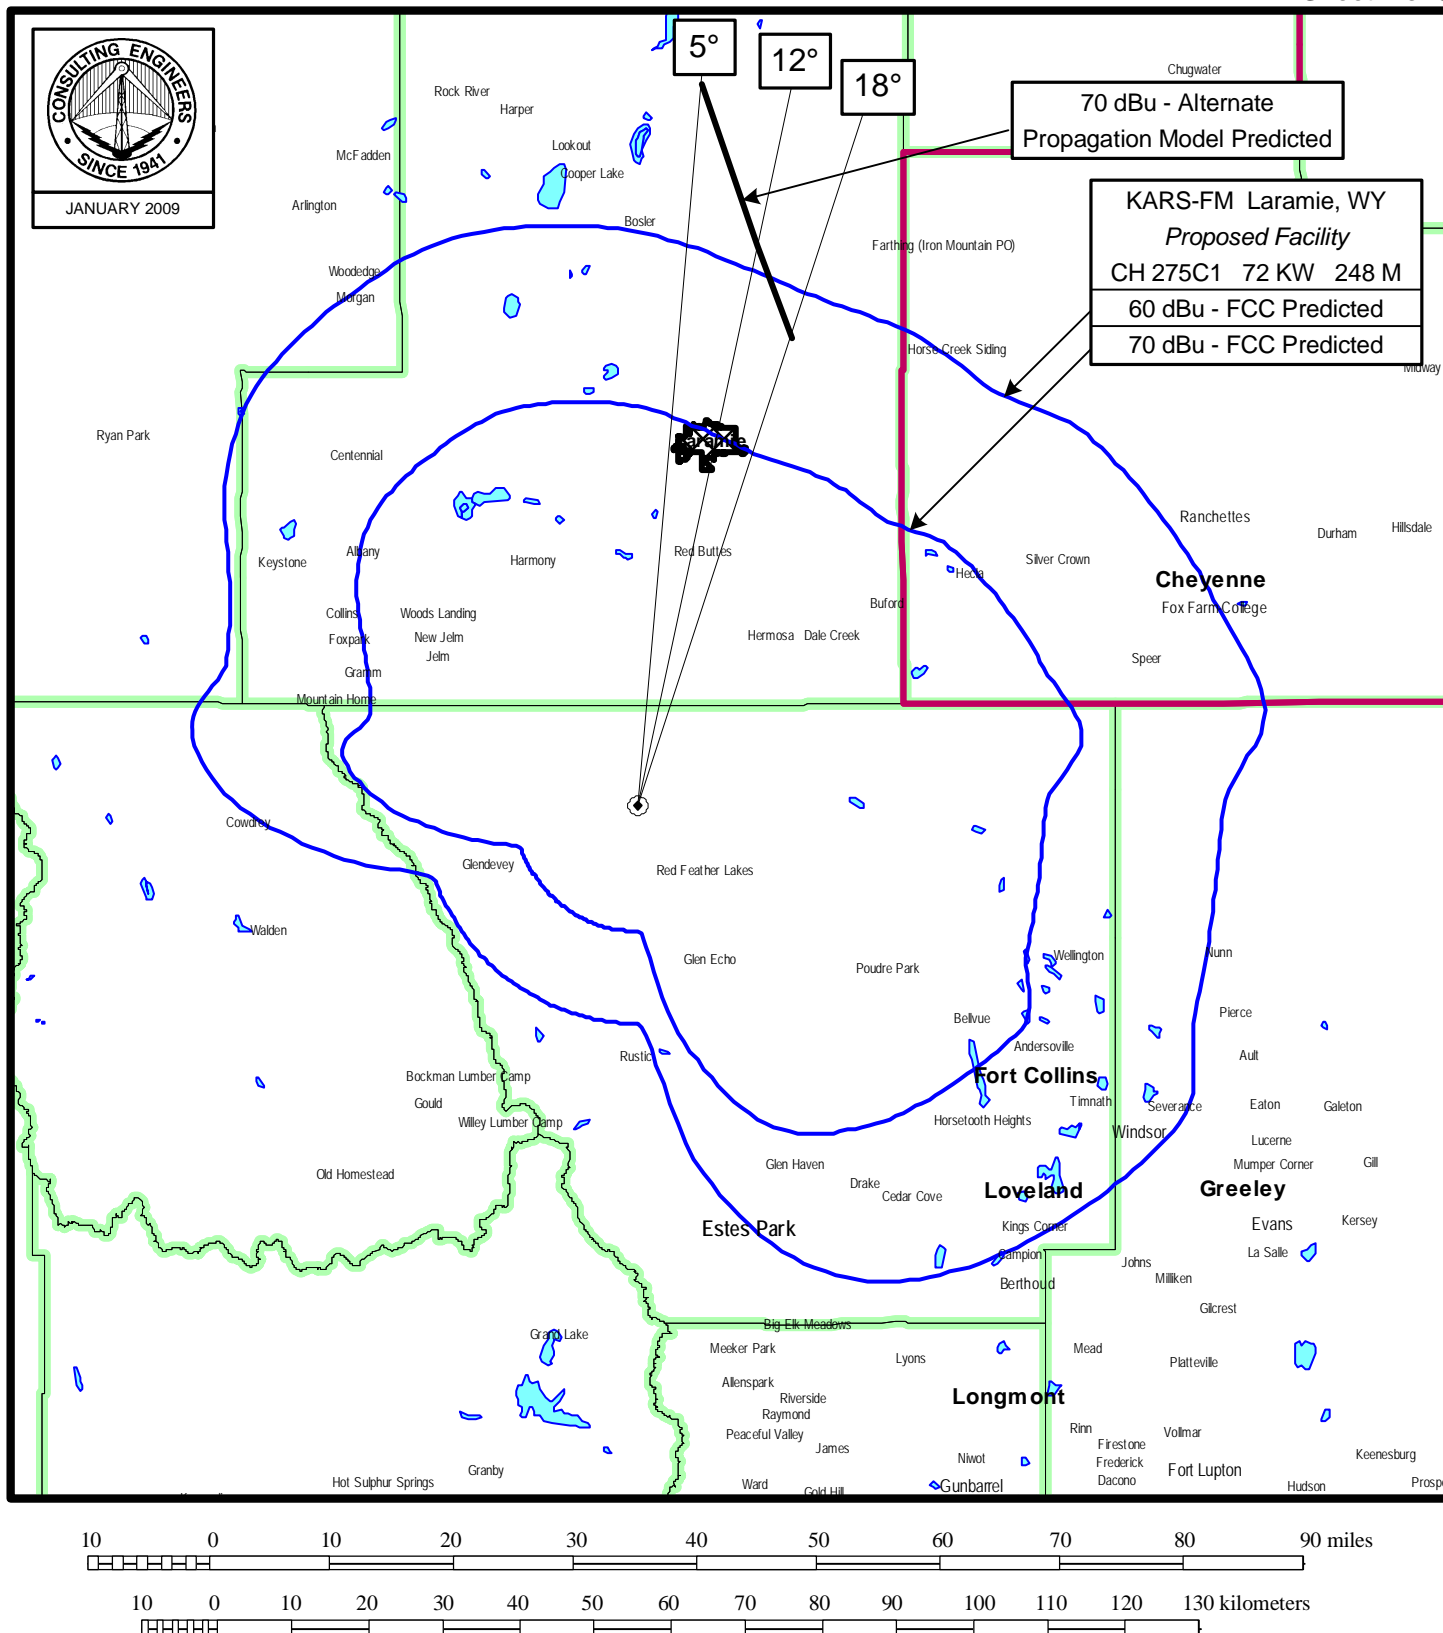 CONSULTING ENGINEERS
• SINCE 1941 •
JANUARY 2009
5°
12°
18°
70 dBu - Alternate
Propagation Model Predicted
KARS-FM Laramie, WY
Proposed Facility
CH 275C1 72 KW 248 M
60 dBu - FCC Predicted
70 dBu - FCC Predicted
Chugwater
Rock River
Harper
Lookout
McFadden
Cooper Lake
Arlington
Bosler
Farthing (Iron Mountain PO)
Woodedge
Morgan
Horse Creek Siding
Midway
Ryan Park
Laramie
Centennial
Ranchettes
Hillsdale
Durham
Albany
Harmony
Red Buttes
Keystone
Silver Crown
Hecla
Cheyenne
Buford
Fox Farm College
Collins
Woods Landing
Foxpark
New Jelm
Hermosa
Dale Creek
Jelm
Speer
Gramm
Mountain Home
Cowdrey
Glendevey
Red Feather Lakes
Walden
Glen Echo
Poudre Park
Wellington
Nunn
Pierce
Bellvue
Andersoville
Ault
Rustic
Bockman Lumber Camp
Fort Collins
Gould
Timnath
Severance
Eaton
Galeton
Willey Lumber Camp
Horsetooth Heights
Windsor
Lucerne
Glen Haven
Mumper Corner
Gill
Old Homestead
Drake
Cedar Cove
Loveland
Greeley
Estes Park
Kings Corner
Evans
Kersey
Campion
La Salle
Johns
Berthoud
Milliken
Gilcrest
Big Elk Meadows
Grand Lake
Meeker Park
Lyons
Mead
Platteville
Allenspark
Riverside
Longmont
Raymond
Rinn
Vollmar
Peaceful Valley
James
Firestone
Niwot
Frederick
Keenesburg
Granby
Fort Lupton
Hot Sulphur Springs
Ward
Gunbarrel
Dacono
Hudson
Gold Hill
10 0 10 20 30 40 50 60 70 80 90 miles
10 0 10 20 30 40 50 60 70 80 90 100 110 120 130 kilometers